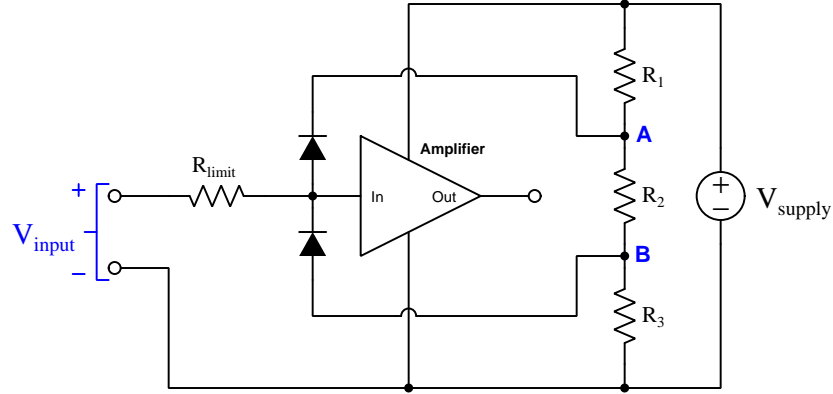 R1
A
Amplifier
Rlimit
+
In
Out
R2
+
−
Vsupply
Vinput
B
−
R3